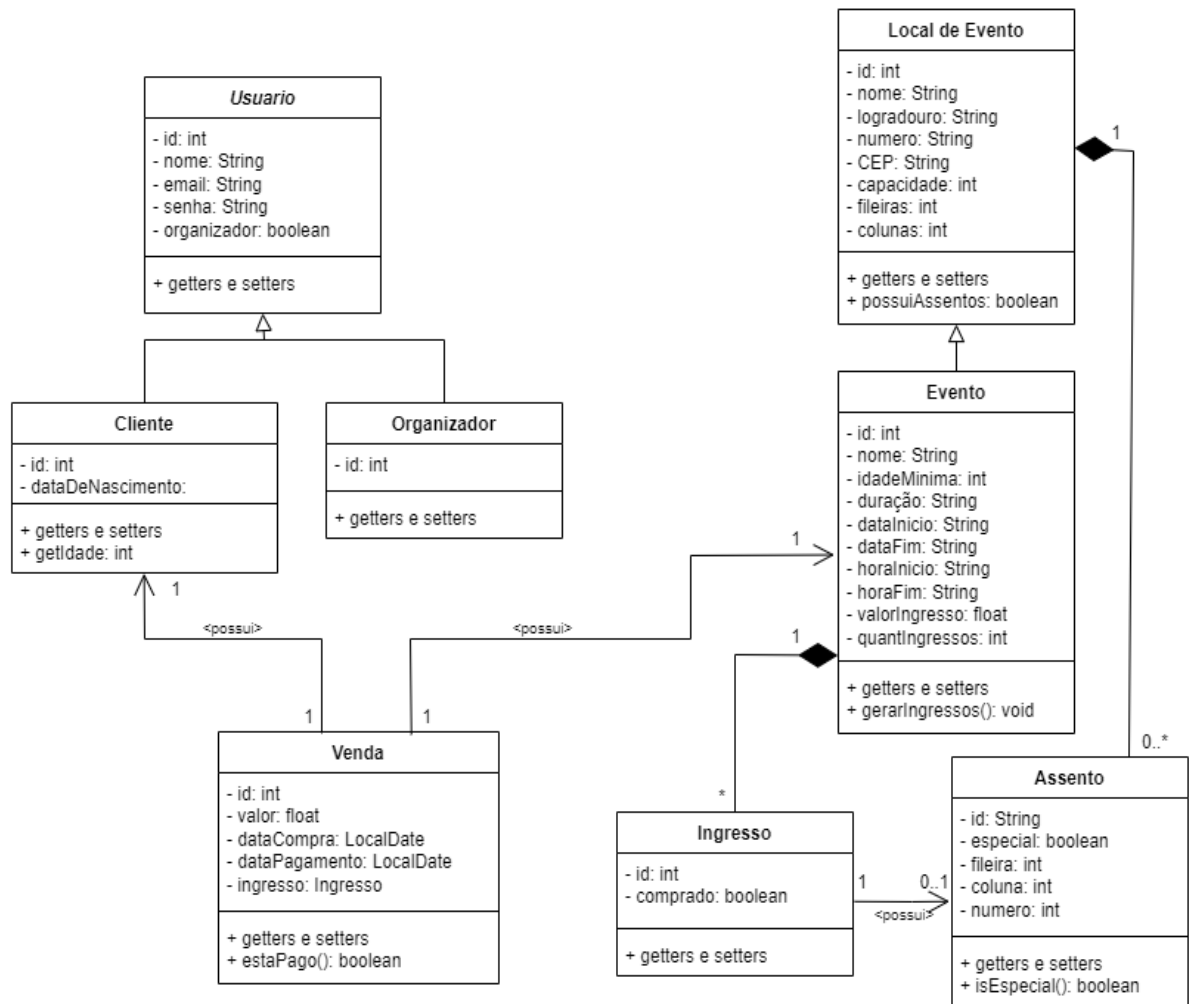 Local de Evento
- id: int
- nome: String
- logradouro: String
- numero: String
- CEP: String
- capacidade: int
- fileiras: int
- colunas: int
+ getters e setters
+ possuiAssentos: boolean
1
0..*
Usuario
- id: int
- nome: String
- email: String
- senha: String
- organizador: boolean
+ getters e setters
Cliente
- id: int
- dataDeNascimento:
+ getters e setters
+ getIdade: int
Organizador
- id: int
+ getters e setters
Evento
- id: int
- nome: String
- idadeMinima: int
- duração: String
- dataInicio: String
- dataFim: String
- horaInicio: String
- horaFim: String
- valorIngresso: float
- quantIngressos: int
+ getters e setters
+ gerarIngressos(): void
1
<possui>
1
1
<possui>
1
1
*
Venda
- id: int
- valor: float
- dataCompra: LocalDate
- dataPagamento: LocalDate
- ingresso: Ingresso
+ getters e setters
+ estaPago(): boolean
Ingresso
- id: int
- comprado: boolean
+ getters e setters
1
0..1
<possui>
Assento
- id: String
- especial: boolean
- fileira: int
- coluna: int
- numero: int
+ getters e setters
+ isEspecial(): boolean